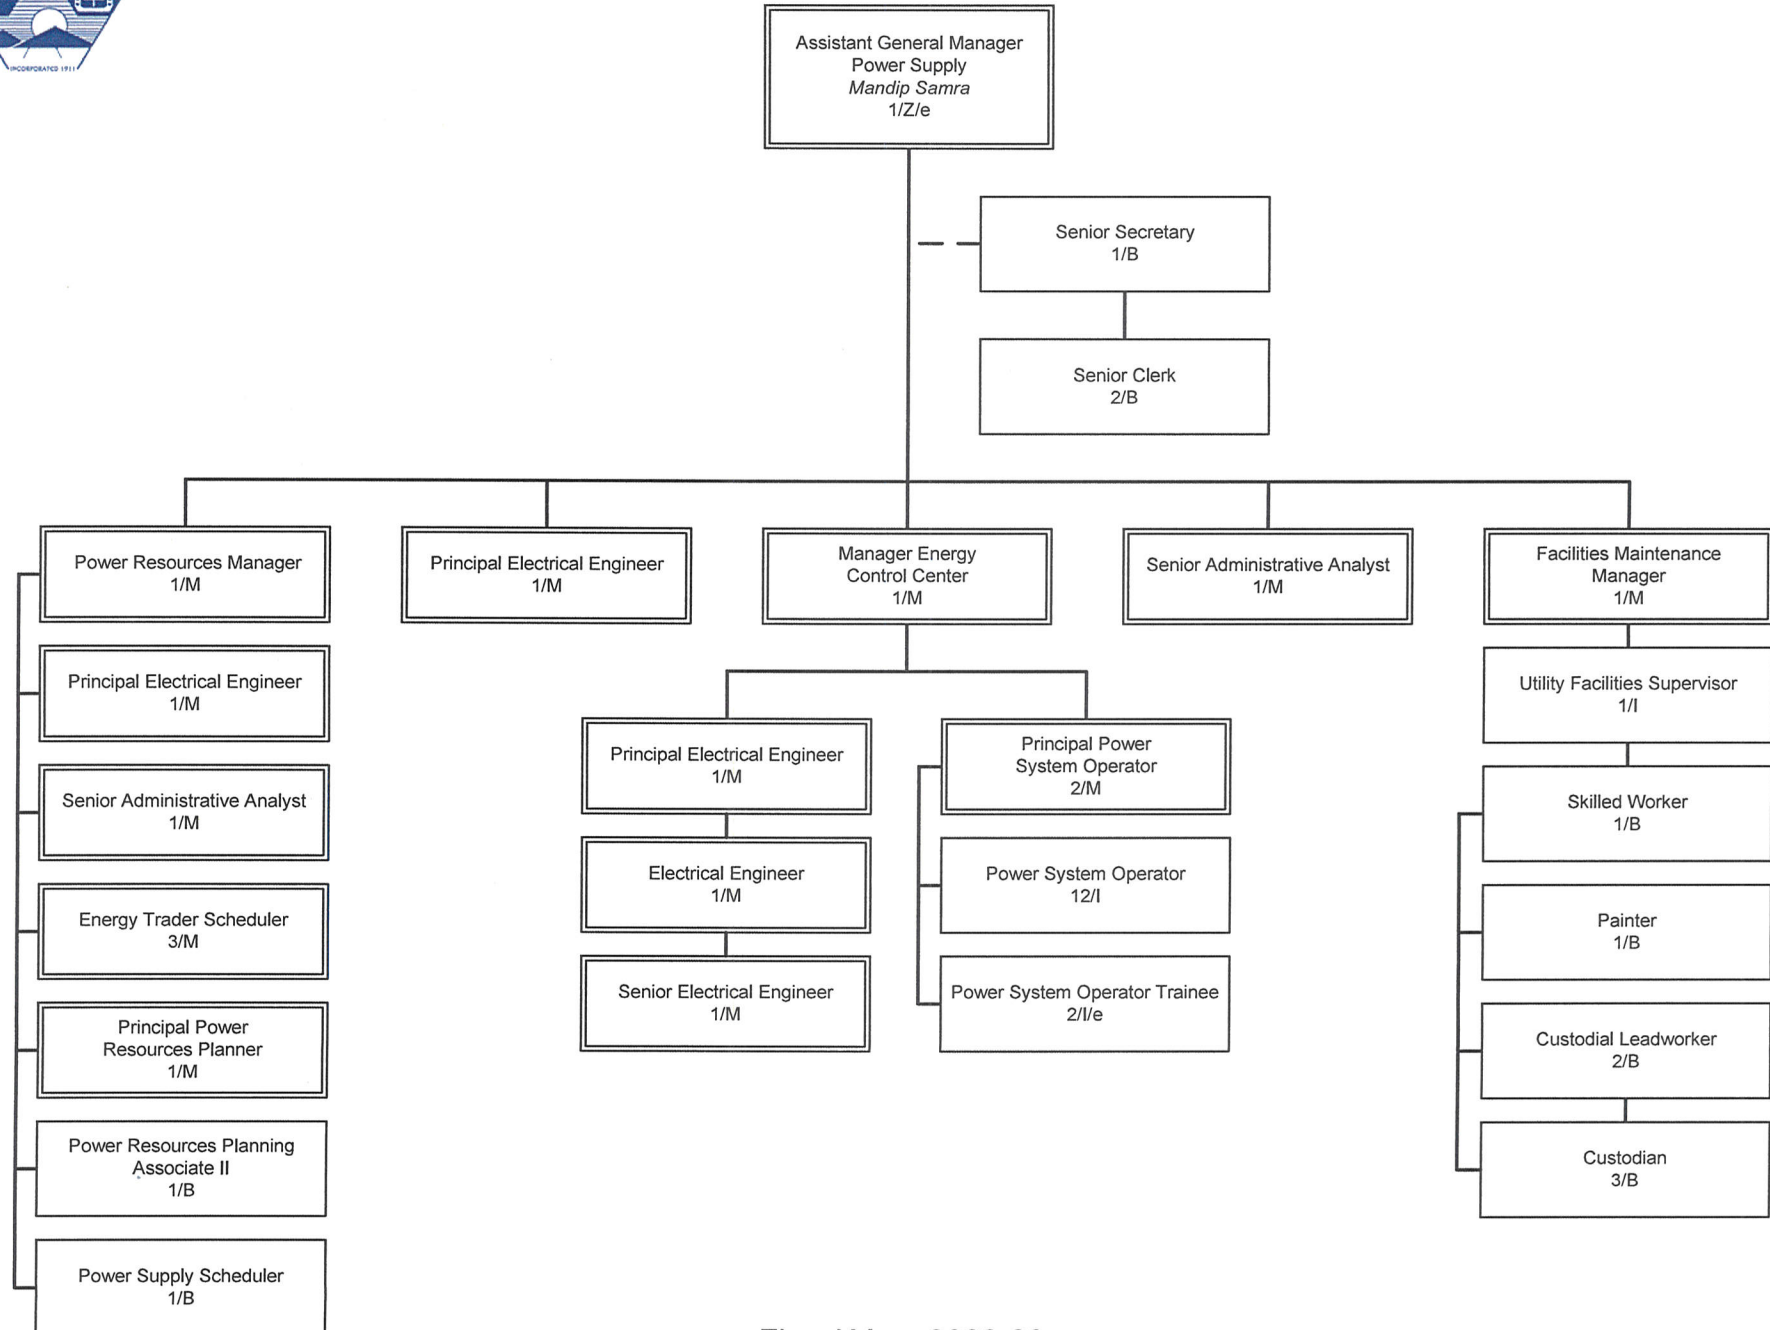 INCORPORATED 1911
Assistant General Manager
Power Supply
Mandip Samra
1/Z/e
Senior Secretary
1/B
Senior Clerk
2/B
Power Resources Manager
1/M
Principal Electrical Engineer
1/M
Manager Energy
Control Center
1/M
Senior Administrative Analyst
1/M
Facilities Maintenance
Manager
1/M
Principal Electrical Engineer
1/M
Senior Administrative Analyst
1/M
Energy Trader Scheduler
3/M
Principal Power
Resources Planner
1/M
Power Resources Planning
Associate II
1/B
Power Supply Scheduler
1/B
Principal Electrical Engineer
1/M
Electrical Engineer
1/M
Senior Electrical Engineer
1/M
Principal Power
System Operator
2/M
Power System Operator
12/I
Power System Operator Trainee
2/I/e
Utility Facilities Supervisor
1/I
Skilled Worker
1/B
Painter
1/B
Custodial Leadworker
2/B
Custodian
3/B